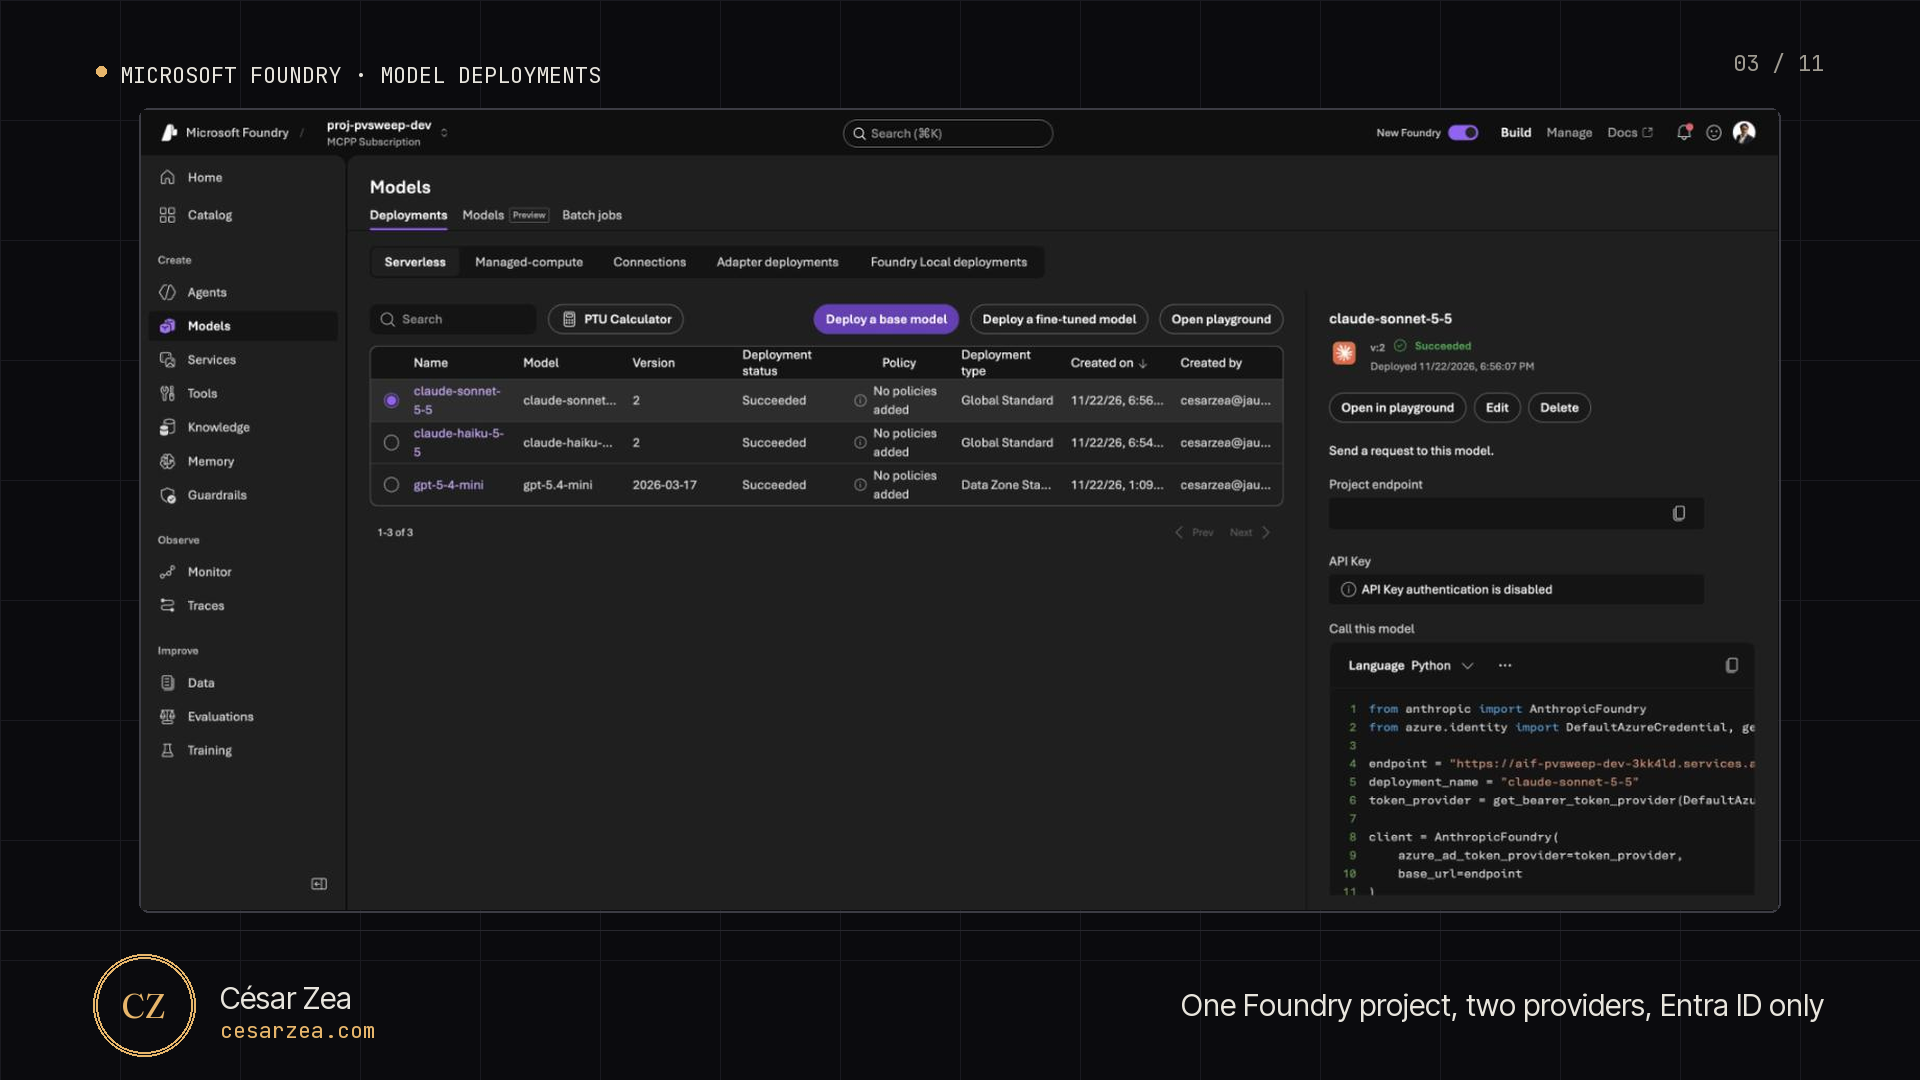 MICROSOFT FOUNDRY · MODEL DEPLOYMENTS
03 / 11
Microsoft Foundry /
proj-pvsweep-dev
MCPP Subscription
Search (⌘K)
New Foundry
Build
Manage
Docs
Home
Catalog
Create
Agents
Models
Services
Tools
Knowledge
Memory
Guardrails
Observe
Monitor
Traces
Improve
Data
Evaluations
Training
Models
Deployments Models Preview Batch jobs
Serverless Managed-compute Connections Adapter deployments Foundry Local deployments
Search
PTU Calculator
Deploy a base model
Deploy a fine-tuned model
Open playground
Name Model Version Deployment status Policy Deployment type Created on ↓ Created by
claude-sonnet-5-5 claude-sonnet... 2 Succeeded No policies added Global Standard 11/22/26, 6:56... cesarzea@jau...
claude-haiku-5-5 claude-haiku-... 2 Succeeded No policies added Global Standard 11/22/26, 6:54... cesarzea@jau...
gpt-5-4-mini gpt-5.4-mini 2026-03-17 Succeeded No policies added Data Zone Sta... 11/22/26, 1:09... cesarzea@jau...
1-3 of 3
Prev Next
claude-sonnet-5-5
v:2 Succeeded
Deployed 11/22/2026, 6:56:07 PM
Open in playground
Edit
Delete
Send a request to this model.
Project endpoint
API Key
API Key authentication is disabled
Call this model
Language Python ...
1 from anthropic import AnthropicFoundry
2 from azure.identity import DefaultAzureCredential, ge
3
4 endpoint = "https://aif-pvsweep-dev-3kk4ld.services.a
5 deployment_name = "claude-sonnet-5-5"
6 token_provider = get_bearer_token_provider(DefaultAzu
7
8 client = AnthropicFoundry(
9 azure_ad_token_provider=token_provider,
10 base_url=endpoint
11 )
CZ
César Zea
cesarzea.com
One Foundry project, two providers, Entra ID only